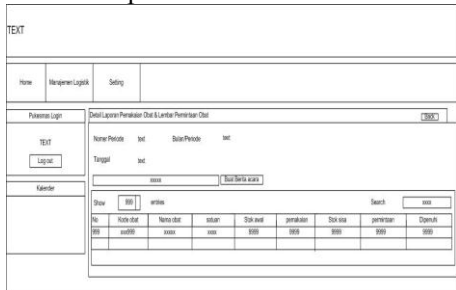 TEXT
Home Manajemen Logistik Setting
Pukesmas Login
TEXT
Log out
Kalender
Detail Laporan Pemakaian Obat & Lembar Permintaan Obat Back
Nomer Periode text Bulan/Periode text
Tanggal text
xxxxx Buat Berita acara
Show 999 entries Search xxxx
No Kode obat Nama obat satuan Stok awal pemakaian Stok sisa permintaan Dipenuhi
999 xxx999 xxxxx xxxx 9999 9999 9999 9999 9999